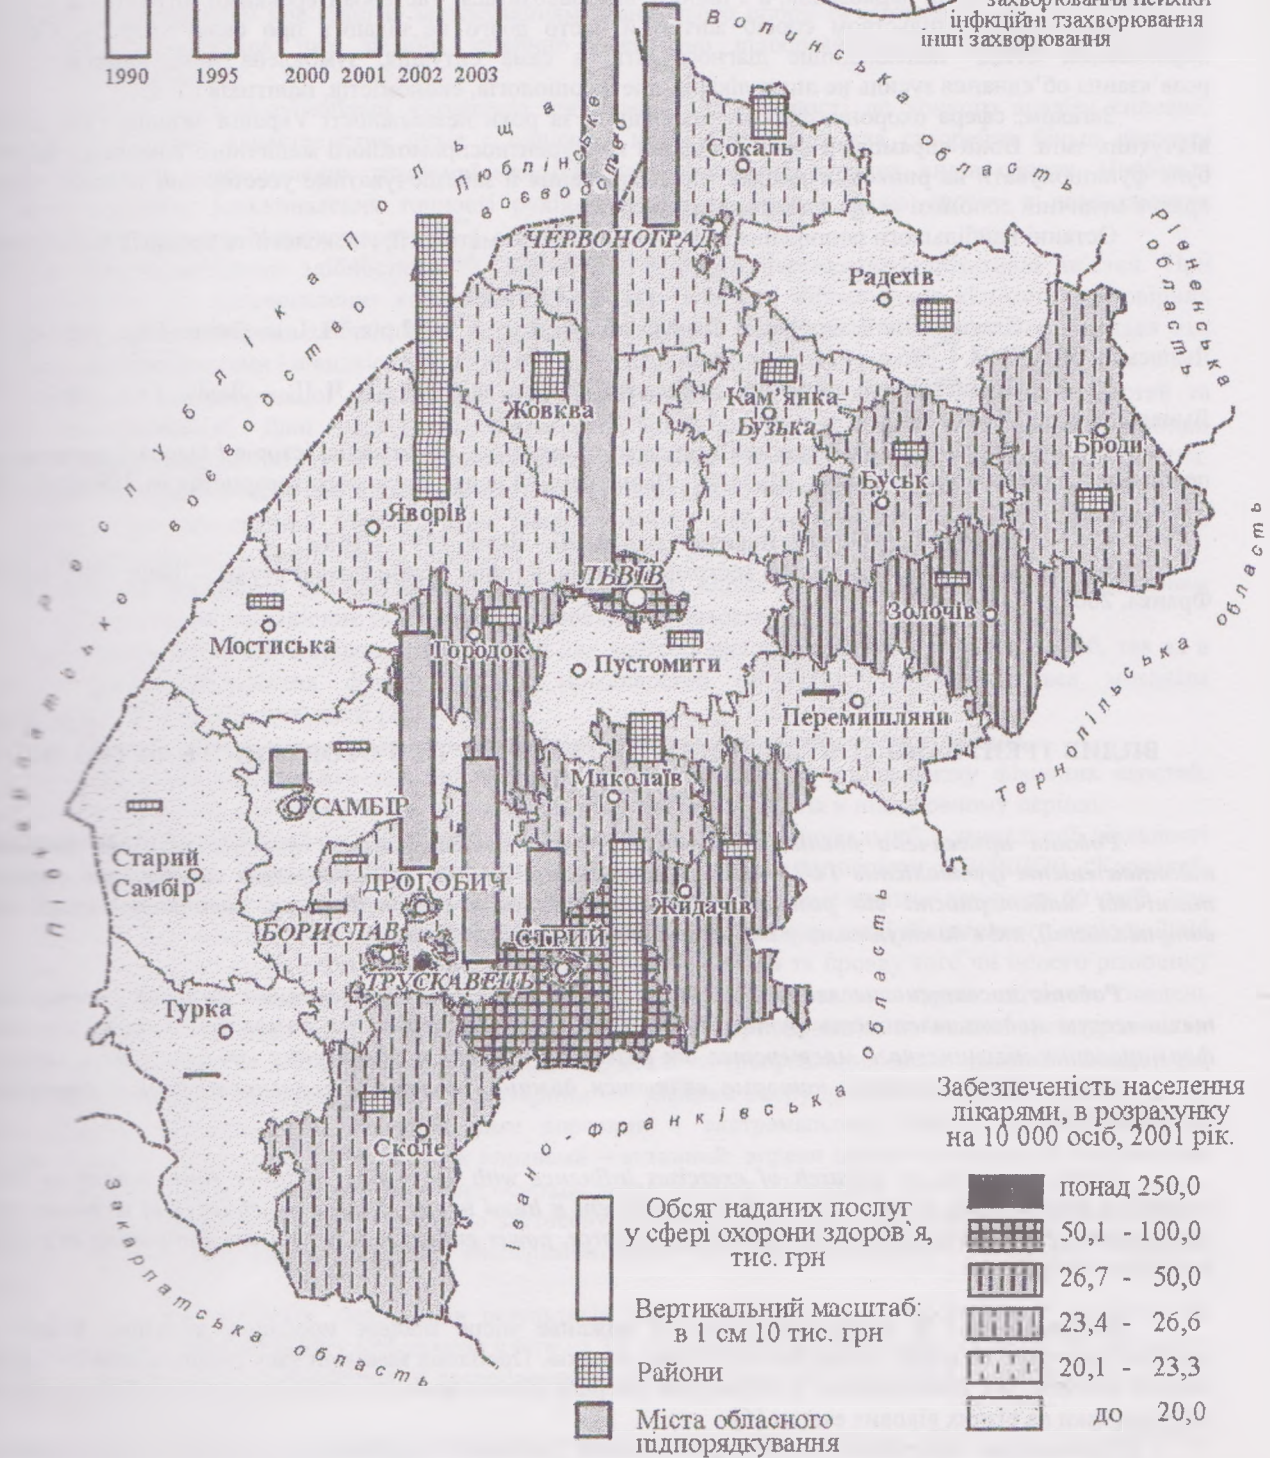 захворювання психіки
інфкційні тзахворювання
інші захворювання
1990 1995 2000 2001 2002 2003
Волинська область
Республіка Польща
Люблінське
воєводство
Підкарпатське воєводство
Рівненська
область
Сокаль
ЧЕРВОНОГРАД
Радехів
Жовква
Кам’янка-
Бузька
Броди
Буськ
Яворів
ЛЬВІВ
Золочів
Мостиська
Городок
Пустомити
Перемишляни
Миколаїв
САМБІР
Старий
Самбір
ДРОГОБИЧ
Жидачів
БОРИСЛАВ
СТРИЙ
ТРУСКАВЕЦЬ
Турка
Сколе
Тернопільська область
Івано-Франківська область
Закарпатська область
Забезпеченість населення
лікарями, в розрахунку
на 10 000 осіб, 2001 рік.
понад 250,0
50,1 - 100,0
26,7 - 50,0
23,4 - 26,6
20,1 - 23,3
до 20,0
Обсяг наданих послуг
у сфері охорони здоров`я,
тис. грн
Вертикальний масштаб:
в 1 см 10 тис. грн
Райони
Міста обласного
підпорядкування